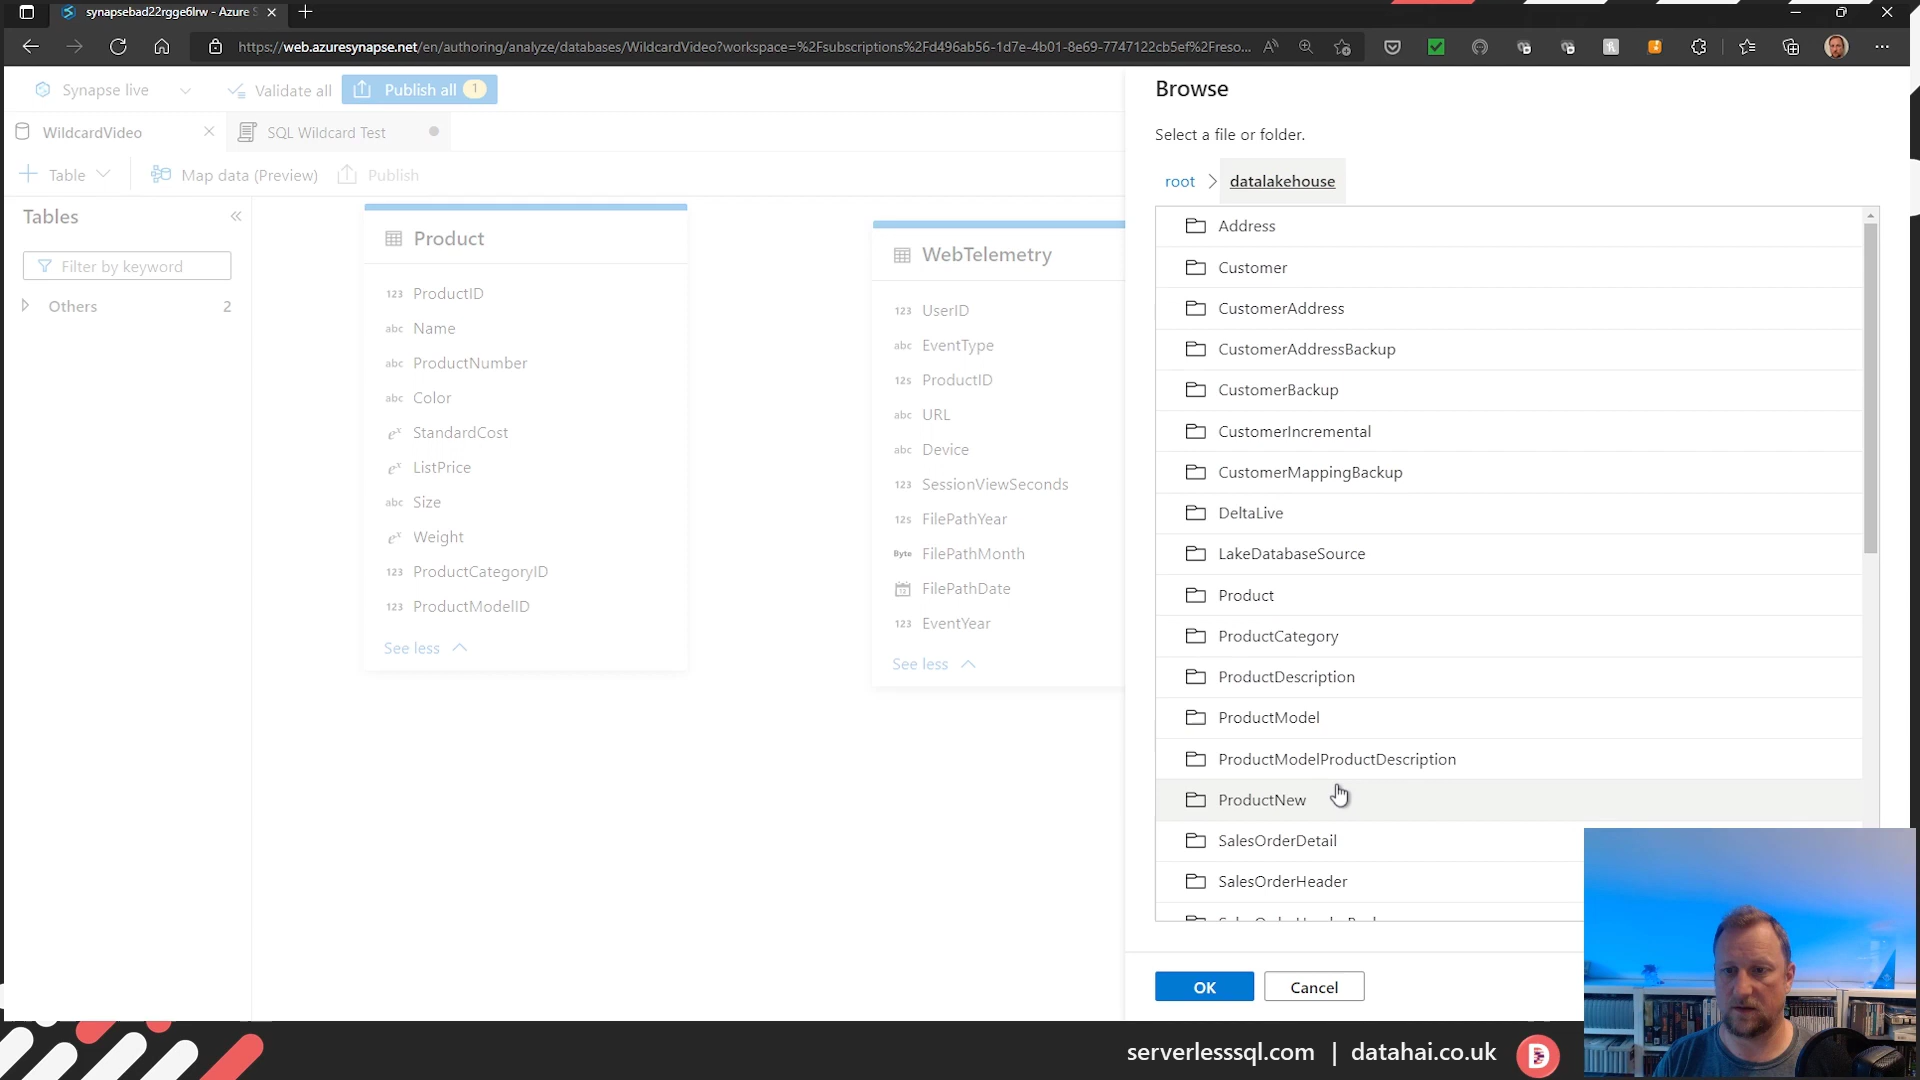 synapsebad22rgge6lrw - Azure S
https://web.azuresynapse.net/en/authoring/analyze/databases/WildcardVideo?workspace=%2Fsubscriptions%2Fd496ab56-1d7e-4b01-8e69-7747122cb5ef%2Freso...
Synapse live
Validate all
Publish all 1
WildcardVideo
SQL Wildcard Test
Table
Map data (Preview)
Publish
Tables
Filter by keyword
Others 2
Product
123 ProductID
abc Name
abc ProductNumber
abc Color
eˣ StandardCost
eˣ ListPrice
abc Size
eˣ Weight
123 ProductCategoryID
123 ProductModelID
See less
WebTelemetry
123 UserID
abc EventType
12s ProductID
abc URL
abc Device
123 SessionViewSeconds
12s FilePathYear
Byte FilePathMonth
FilePathDate
123 EventYear
See less
Browse
Select a file or folder.
root > datalakehouse
Address
Customer
CustomerAddress
CustomerAddressBackup
CustomerBackup
CustomerIncremental
CustomerMappingBackup
DeltaLive
LakeDatabaseSource
Product
ProductCategory
ProductDescription
ProductModel
ProductModelProductDescription
ProductNew
SalesOrderDetail
SalesOrderHeader
OK
Cancel
serverlesssql.com | datahai.co.uk